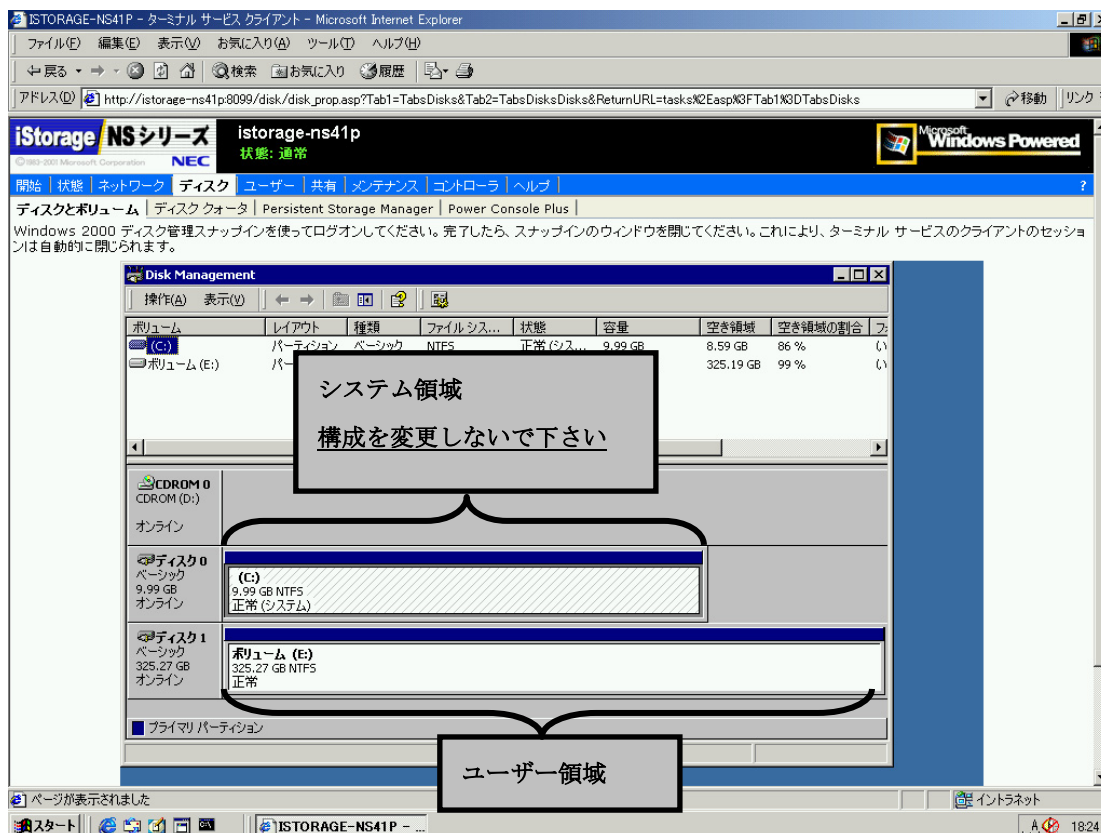 ISTORAGE-NS41P - ターミナル サービス クライアント - Microsoft Internet Explorer
ファイル(F) 編集(E) 表示(V) お気に入り(A) ツール(T) ヘルプ(H)
戻る 検索 お気に入り 履歴
アドレス(D) http://istorage-ns41p:8099/disk/disk_prop.asp?Tab1=TabsDisks&Tab2=TabsDisksDisks&ReturnURL=tasks%2Easp%3FTab1%3DTabsDisks 移動 リンク
iStorage NSシリーズ istorage-ns41p Microsoft Windows Powered
©1983-2001 Microsoft Corporation NEC 状態: 通常
開始 状態 ネットワーク ディスク ユーザー 共有 メンテナンス コントローラ ヘルプ ?
ディスクとボリューム ディスク クォータ Persistent Storage Manager Power Console Plus
Windows 2000 ディスク管理スナップインを使ってログオンしてください。完了したら、スナップインのウィンドウを閉じてください。これにより、ターミナル サービスのクライアントのセッショ
ンは自動的に閉じられます。
Disk Management
操作(A) 表示(V)
ボリューム レイアウト 種類 ファイル シス... 状態 容量 空き領域 空き領域の割合
(C:) パーティション ベーシック NTFS 正常 (シス... 9.99 GB 8.59 GB 86 %
ボリューム (E:) パー 325.19 GB 99 %
システム領域
構成を変更しないで下さい
CDROM 0
CDROM (D:)
オンライン
ディスク 0
ベーシック
9.99 GB
オンライン
(C:)
9.99 GB NTFS
正常 (システム)
ディスク 1
ベーシック
325.27 GB
オンライン
ボリューム (E:)
325.27 GB NTFS
正常
プライマリ パーティション
ユーザー領域
ページが表示されました イントラネット
スタート ISTORAGE-NS41P - ... A 18:24